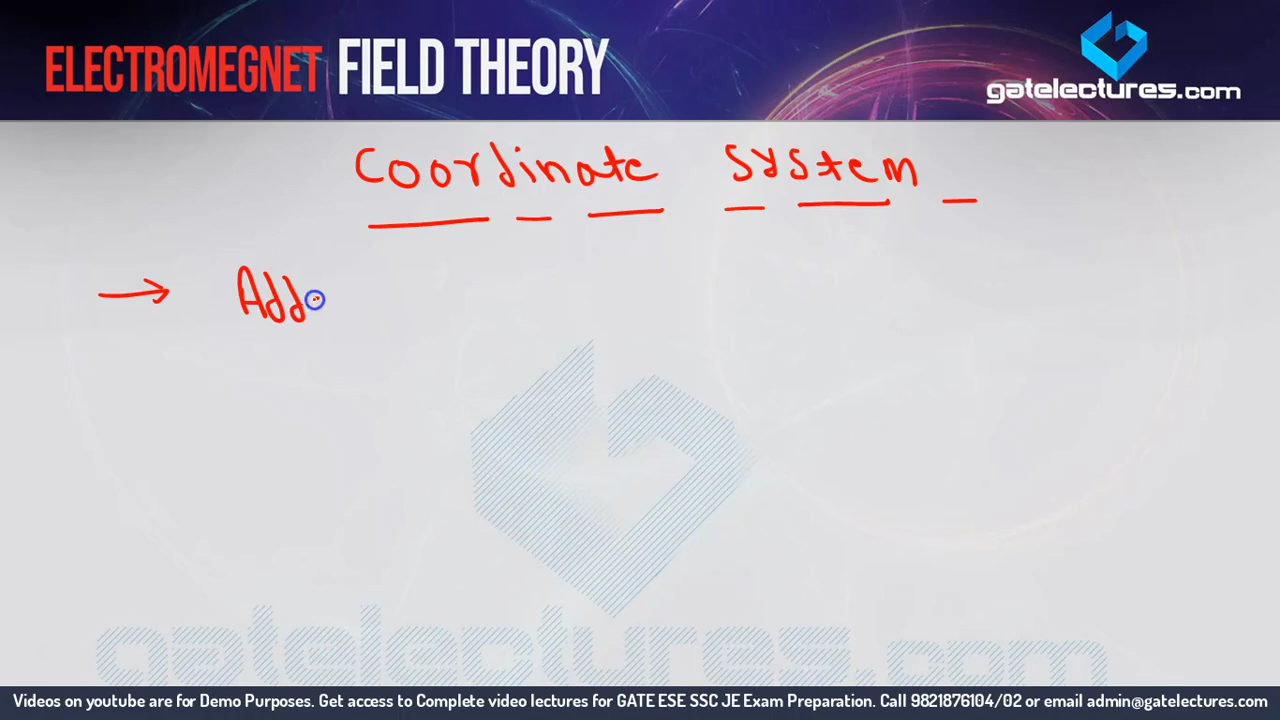 ELECTROMEGNET FIELD THEORY
gatelectures.com
Coordinate System
→ Add
gatelectures.com
Videos on youtube are for Demo Purposes. Get access to Complete video lectures for GATE ESE SSC JE Exam Preparation. Call 9821876104/02 or email admin@gatelectures.com